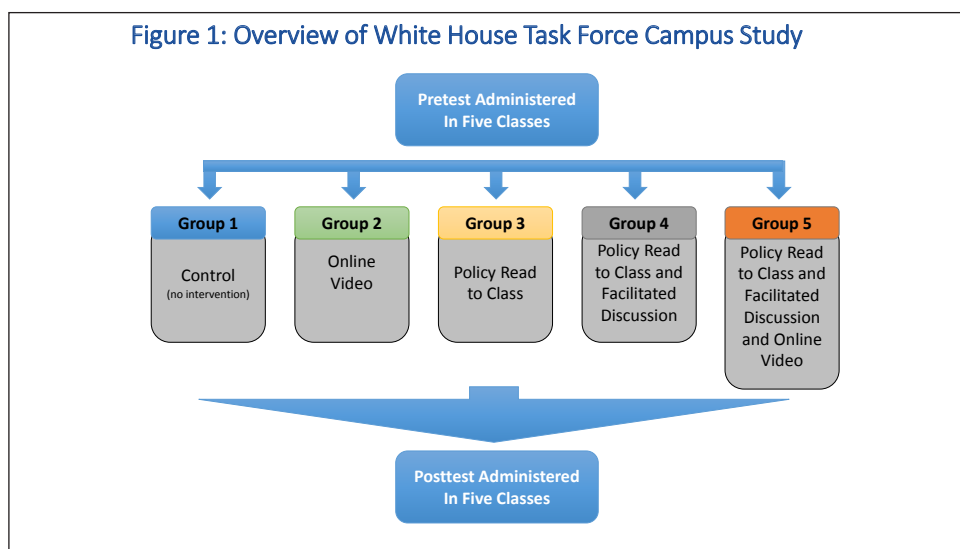 Figure 1: Overview of White House Task Force Campus Study
Pretest Administered
In Five Classes
Group 1
Control
(no intervention)
Group 2
Online
Video
Group 3
Policy Read
to Class
Group 4
Policy Read
to Class and
Facilitated
Discussion
Group 5
Policy Read
to Class and
Facilitated
Discussion
and Online
Video
Posttest Administered
In Five Classes